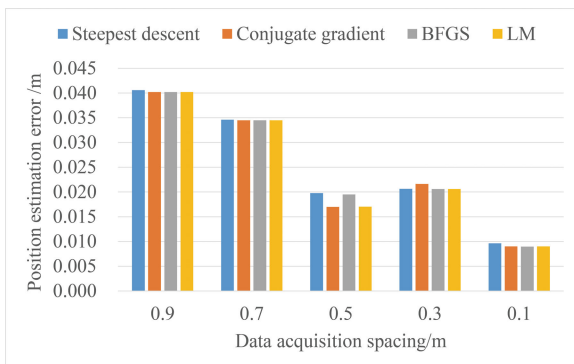 Steepest descent Conjugate gradient BFGS LM
Position estimation error /m
0.045
0.040
0.035
0.030
0.025
0.020
0.015
0.010
0.005
0.000
0.9 0.7 0.5 0.3 0.1
Data acquisition spacing/m